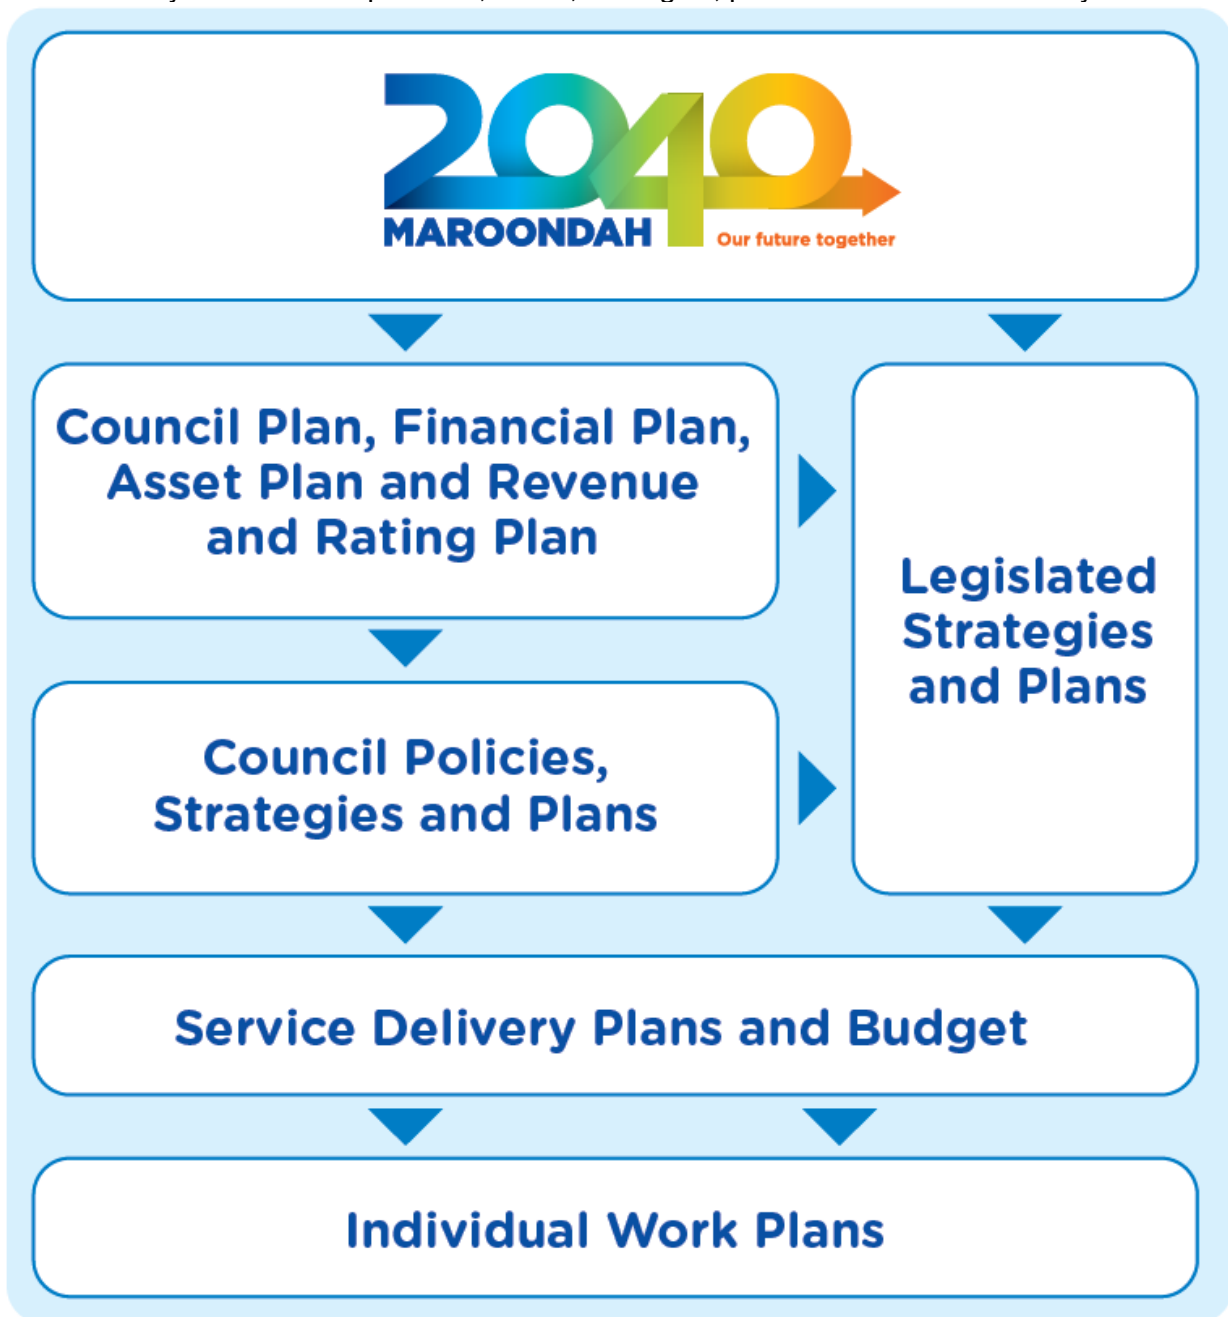 2040
MAROONDAH
Our future together
Council Plan, Financial Plan,
Asset Plan and Revenue
and Rating Plan
Legislated
Strategies
and Plans
Council Policies,
Strategies and Plans
Service Delivery Plans and Budget
Individual Work Plans